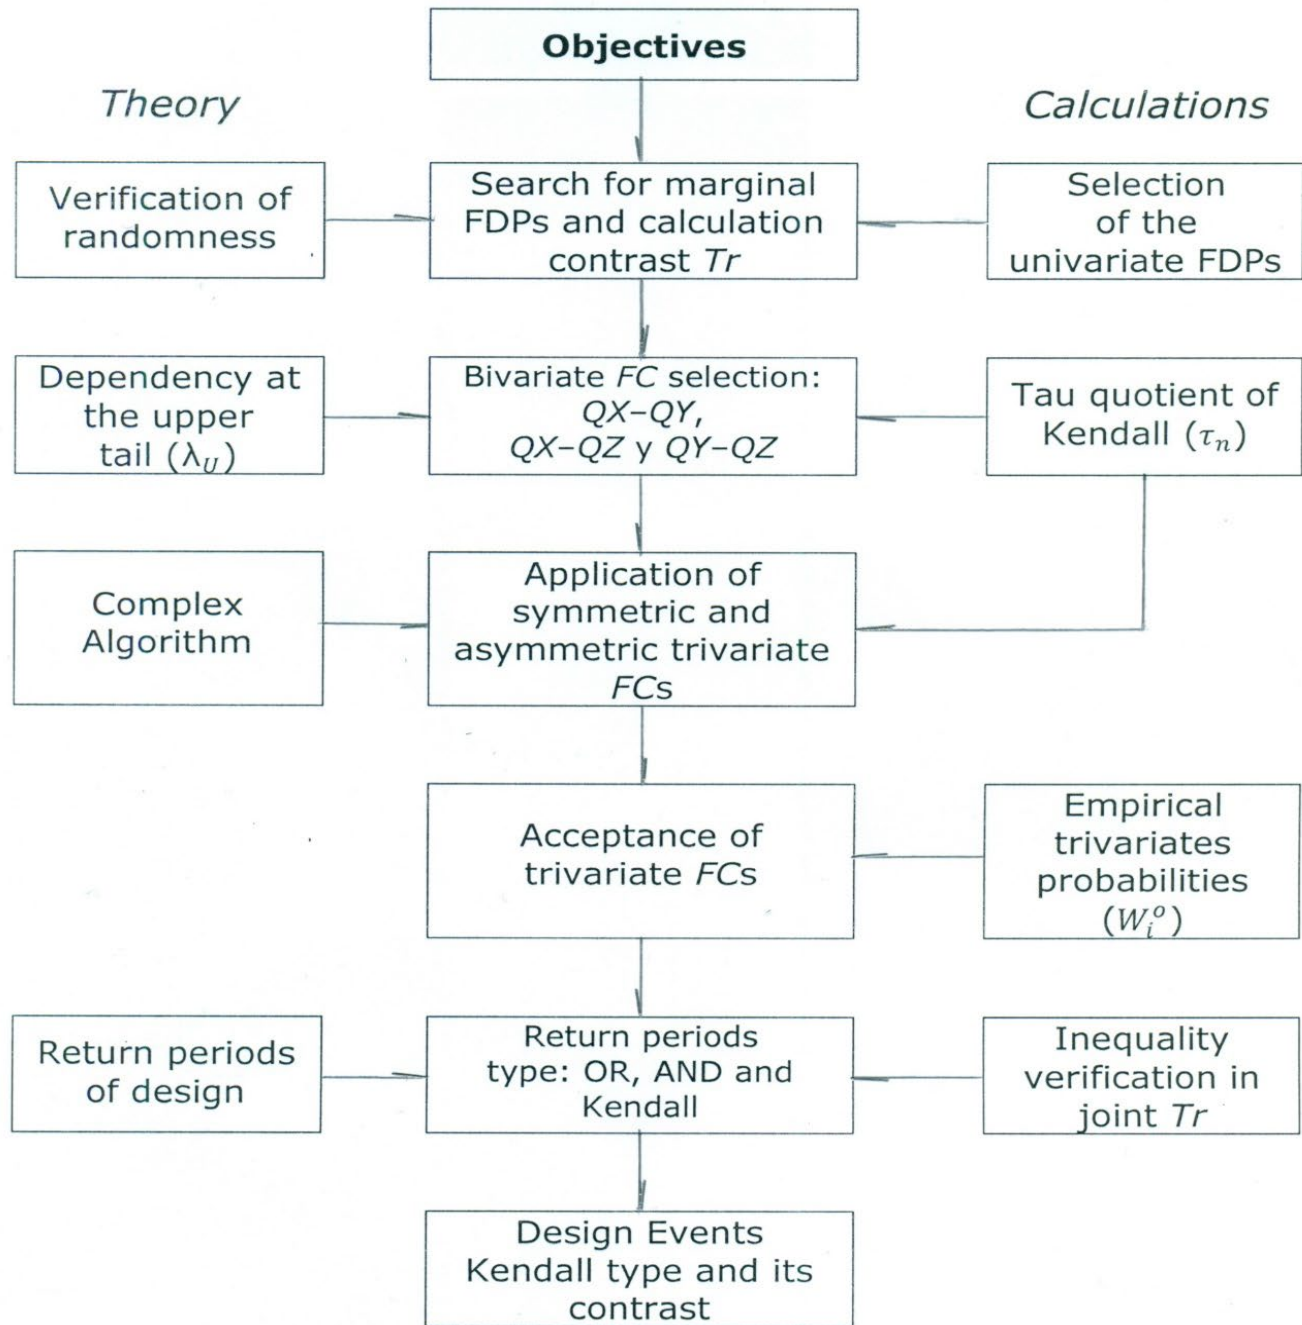 Objectives
Theory
Calculations
Verification of
randomness
Search for marginal
FDPs and calculation
contrast Tr
Selection
of the
univariate FDPs
Dependency at
the upper
tail (λ_U)
Bivariate FC selection:
QX–QY,
QX–QZ y QY–QZ
Tau quotient of
Kendall (τ_n)
Complex
Algorithm
Application of
symmetric and
asymmetric trivariate
FCs
Acceptance of
trivariate FCs
Empirical
trivariates
probabilities
(W_i^o)
Return periods
of design
Return periods
type: OR, AND and
Kendall
Inequality
verification in
joint Tr
Design Events
Kendall type and its
contrast